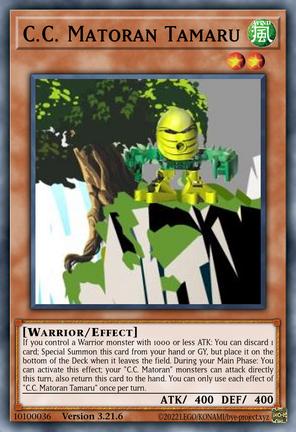 C.C. Matoran Tamaru
WIND
風
[Warrior/Effect]
If you control a Warrior monster with 1000 or less ATK: You can discard 1
card; Special Summon this card from your hand or GY, but place it on the
bottom of the Deck when it leaves the field. During your Main Phase: You
can activate this effect; your "C.C. Matoran" monsters can attack directly
this turn, also return this card to the hand. You can only use each effect of
"C.C. Matoran Tamaru" once per turn.
ATK/ 400 DEF/ 400
10100036 Version 3.21.6 ©2022LEGO/KONAMI/bye-project.xyz